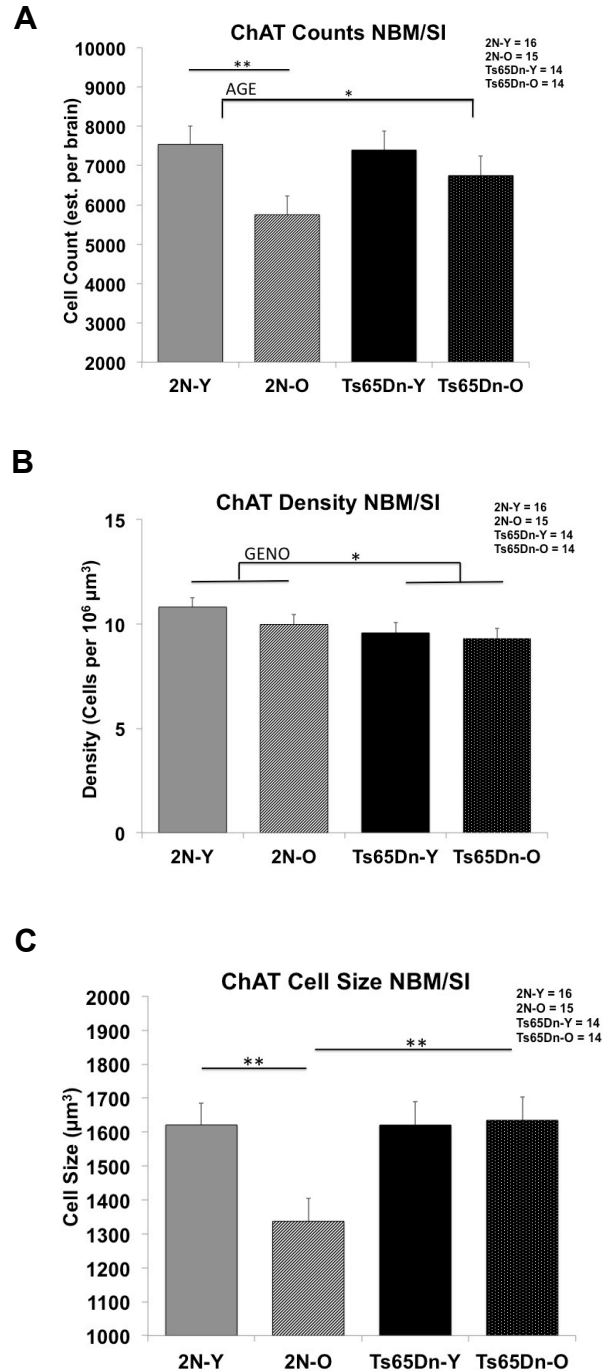 A
ChAT Counts NBM/SI
2N-Y = 16
2N-O = 15
Ts65Dn-Y = 14
Ts65Dn-O = 14
10000
9000
8000
7000
6000
5000
4000
3000
2000
Cell Count (est. per brain)
**
AGE
*
2N-Y 2N-O Ts65Dn-Y Ts65Dn-O
B
ChAT Density NBM/SI
2N-Y = 16
2N-O = 15
Ts65Dn-Y = 14
Ts65Dn-O = 14
15
10
5
0
Density (Cells per 10⁶ µm³)
GENO
*
2N-Y 2N-O Ts65Dn-Y Ts65Dn-O
C
ChAT Cell Size NBM/SI
2N-Y = 16
2N-O = 15
Ts65Dn-Y = 14
Ts65Dn-O = 14
2000
1900
1800
1700
1600
1500
1400
1300
1200
1100
1000
Cell Size (µm³)
**
**
2N-Y 2N-O Ts65Dn-Y Ts65Dn-O